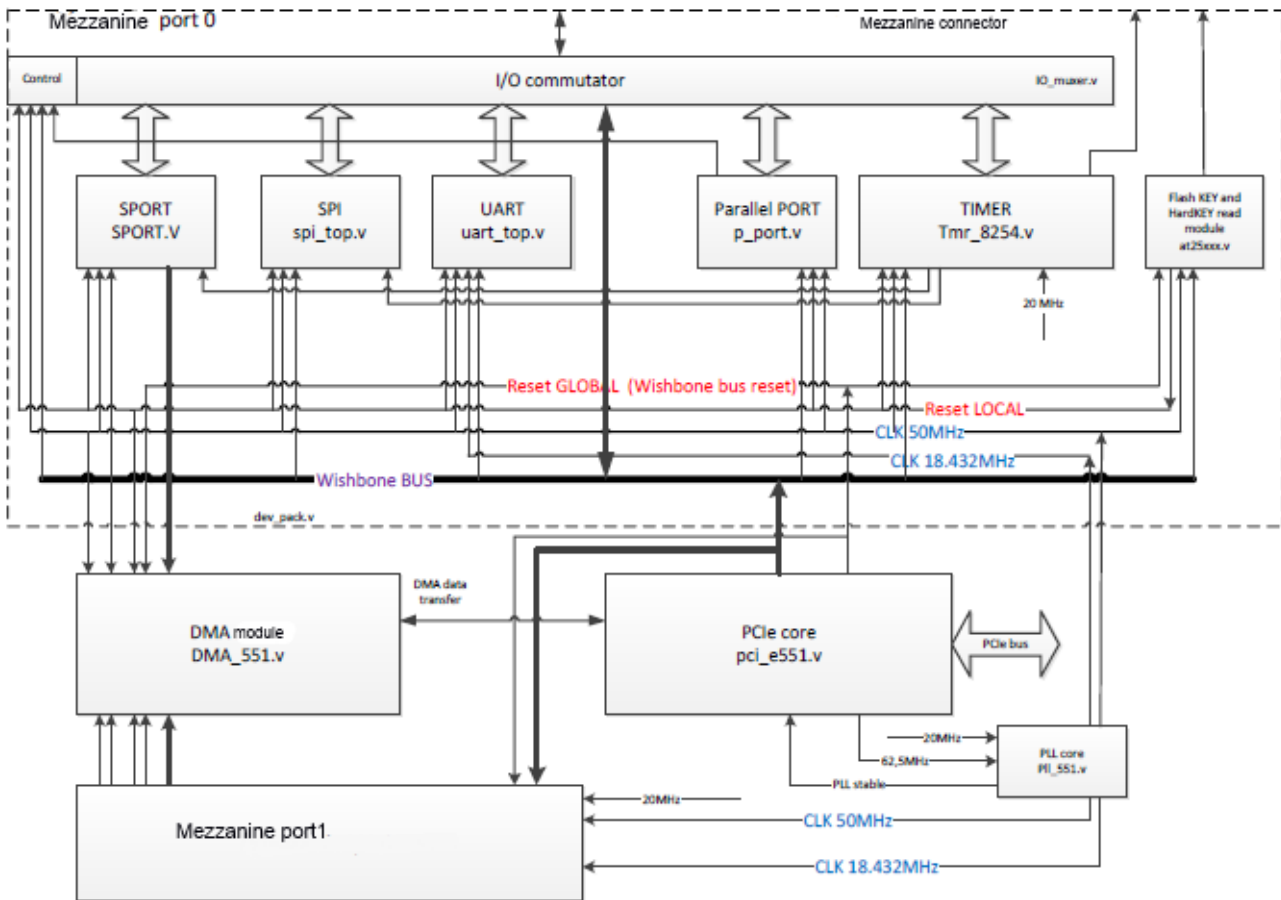 Mezzanine port 0
Mezzanine connector
Control
I/O commutator
IO_muxer.v
SPORT
SPORT.V
SPI
spi_top.v
UART
uart_top.v
Parallel PORT
p_port.v
TIMER
Tmr_8254.v
Flash KEY and
HardKEY read
module
at25xxx.v
20 MHz
Reset GLOBAL (Wishbone bus reset)
Reset LOCAL
CLK 50MHz
CLK 18.432MHz
Wishbone BUS
dev_pack.v
DMA data
transfer
DMA module
DMA_551.v
PCIe core
pci_e551.v
PCIe bus
20MHz
62,5MHz
PLL stable
PLL core
Pll_551.v
20MHz
CLK 50MHz
Mezzanine port1
CLK 18.432MHz